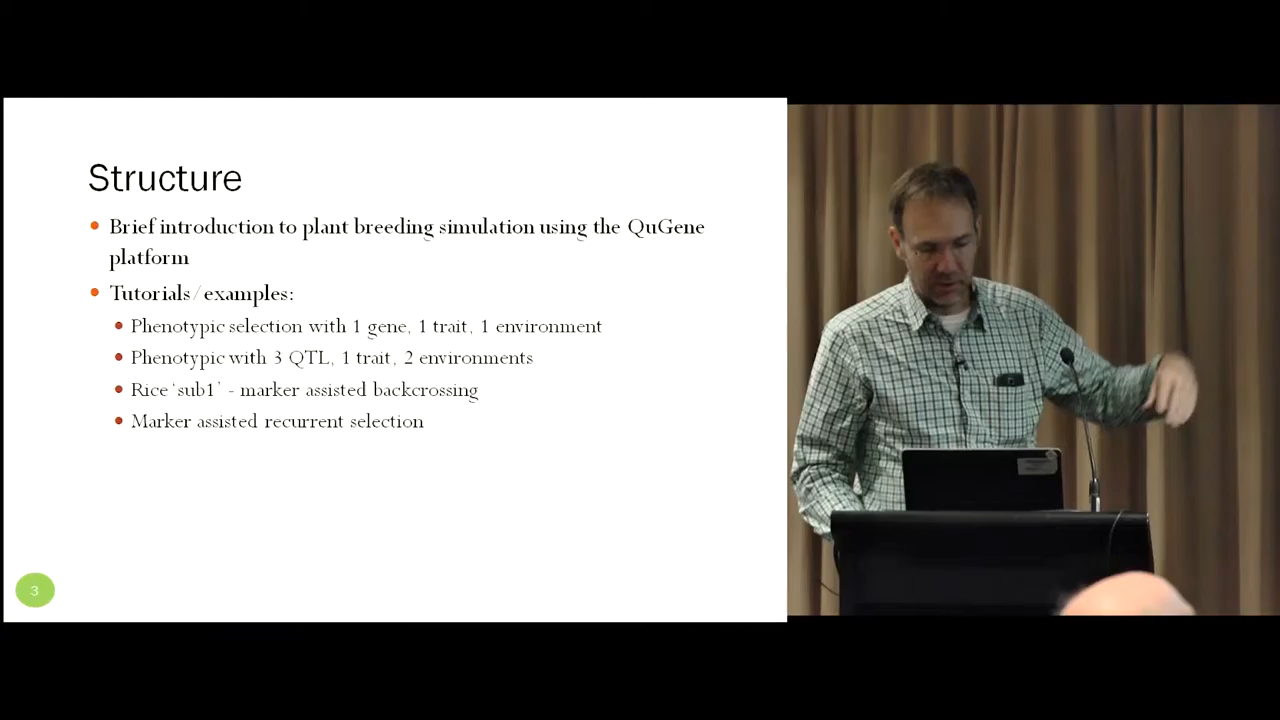 Structure
• Brief introduction to plant breeding simulation using the QuGene
platform
• Tutorials/examples:
• Phenotypic selection with 1 gene, 1 trait, 1 environment
• Phenotypic with 3 QTL, 1 trait, 2 environments
• Rice ‘sub1’ - marker assisted backcrossing
• Marker assisted recurrent selection
3